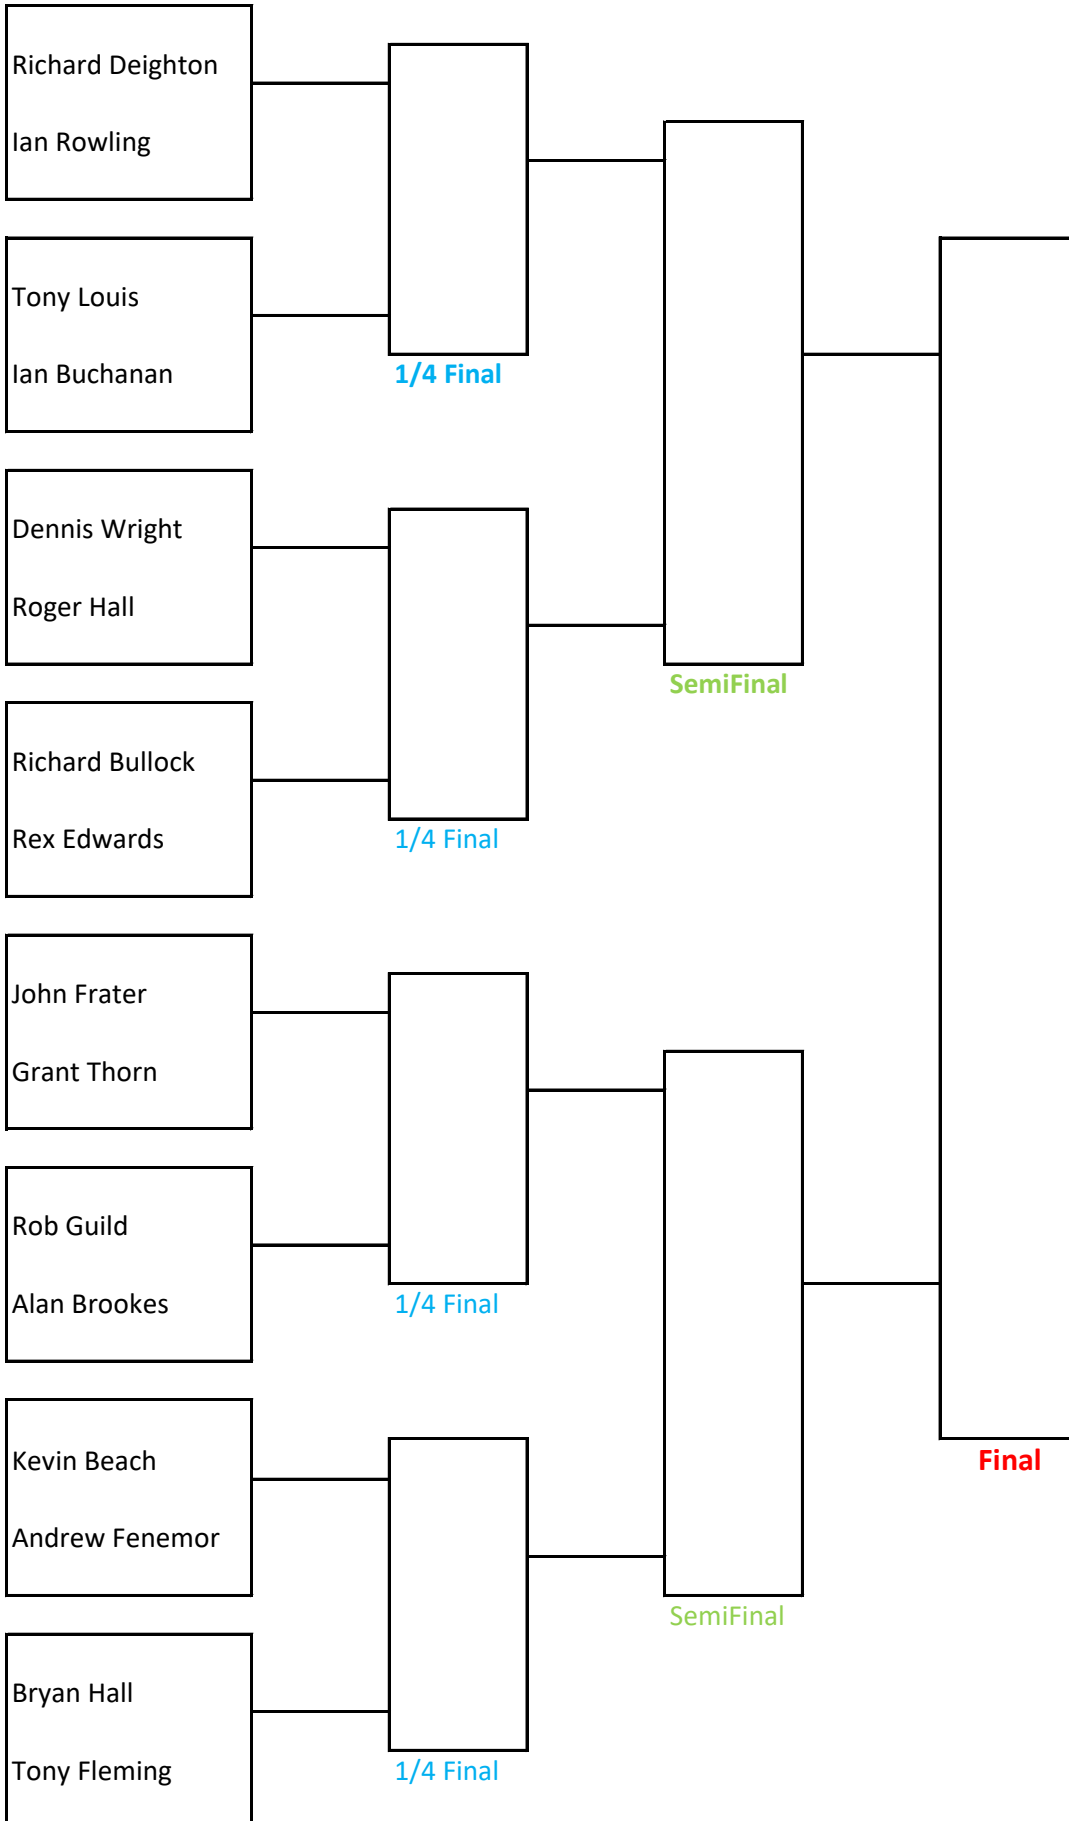 Richard Deighton
Ian Rowling
Tony Louis
Ian Buchanan
1/4 Final
Dennis Wright
Roger Hall
SemiFinal
Richard Bullock
Rex Edwards
1/4 Final
John Frater
Grant Thorn
Rob Guild
Alan Brookes
1/4 Final
Kevin Beach
Andrew Fenemor
Final
SemiFinal
Bryan Hall
Tony Fleming
1/4 Final